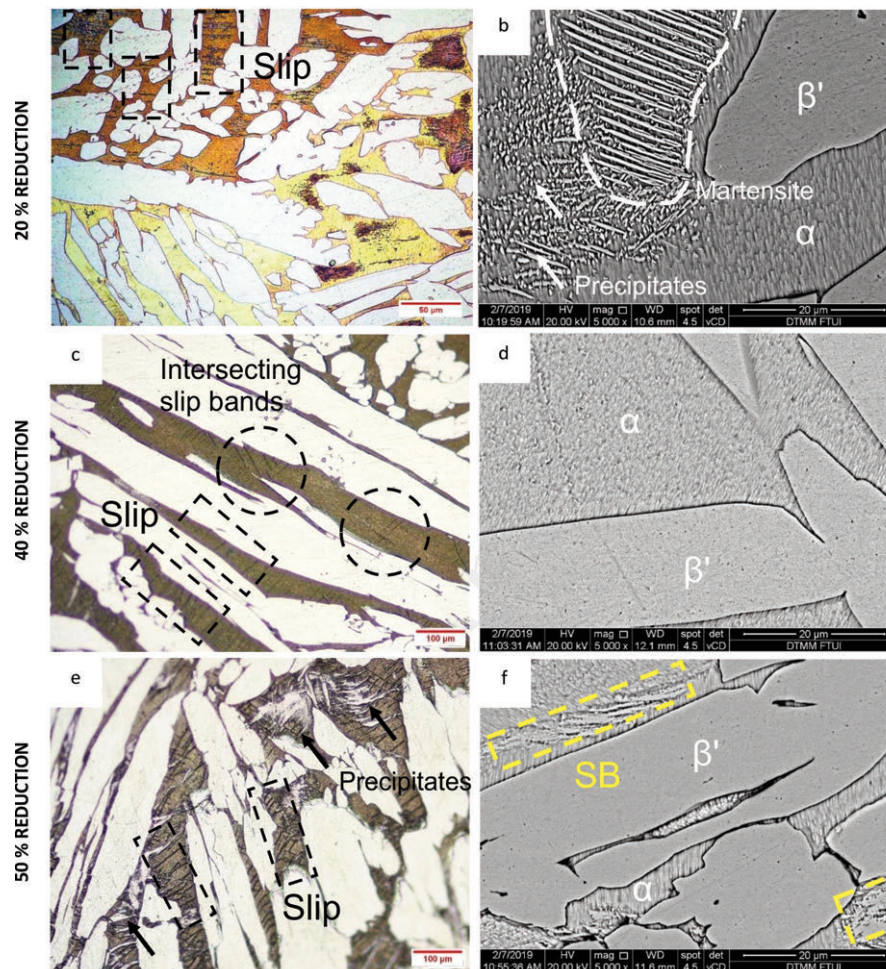 20 % REDUCTION
Slip
50 µm
b
β'
Martensite
α
Precipitates
2/7/2019 HV mag WD spot det 20 µm
10:19:59 AM 20.00 kV 5 000 x 10.6 mm 4.5 vCD DTMM FTUI
40 % REDUCTION
c
Intersecting
slip bands
Slip
100 µm
d
α
β'
2/7/2019 HV mag WD spot det 20 µm
11:03:31 AM 20.00 kV 5 000 x 12.1 mm 4.5 vCD DTMM FTUI
50 % REDUCTION
e
Precipitates
Slip
100 µm
f
β'
SB
α
2/7/2019 HV mag WD spot det 20 µm
10:55:36 AM 20.00 kV 5 000 x 11.6 mm 4.5 vCD DTMM FTUI